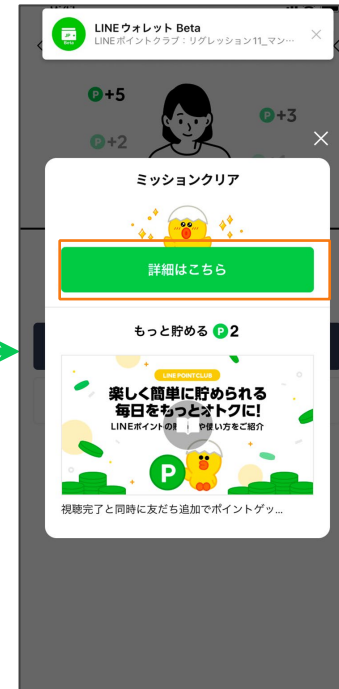 LINEウォレット Beta
LINEポイントクラブ：リグレッション11_マン…
Beta
P+5
P+3
P+2
ミッションクリア
詳細はこちら
もっと貯める P 2
LINE POINT CLUB
楽しく簡単に貯められる
毎日をもっとオトクに!
LINEポイントの や使い方をご紹介
P
視聴完了と同時に友だち追加でポイントゲッ...